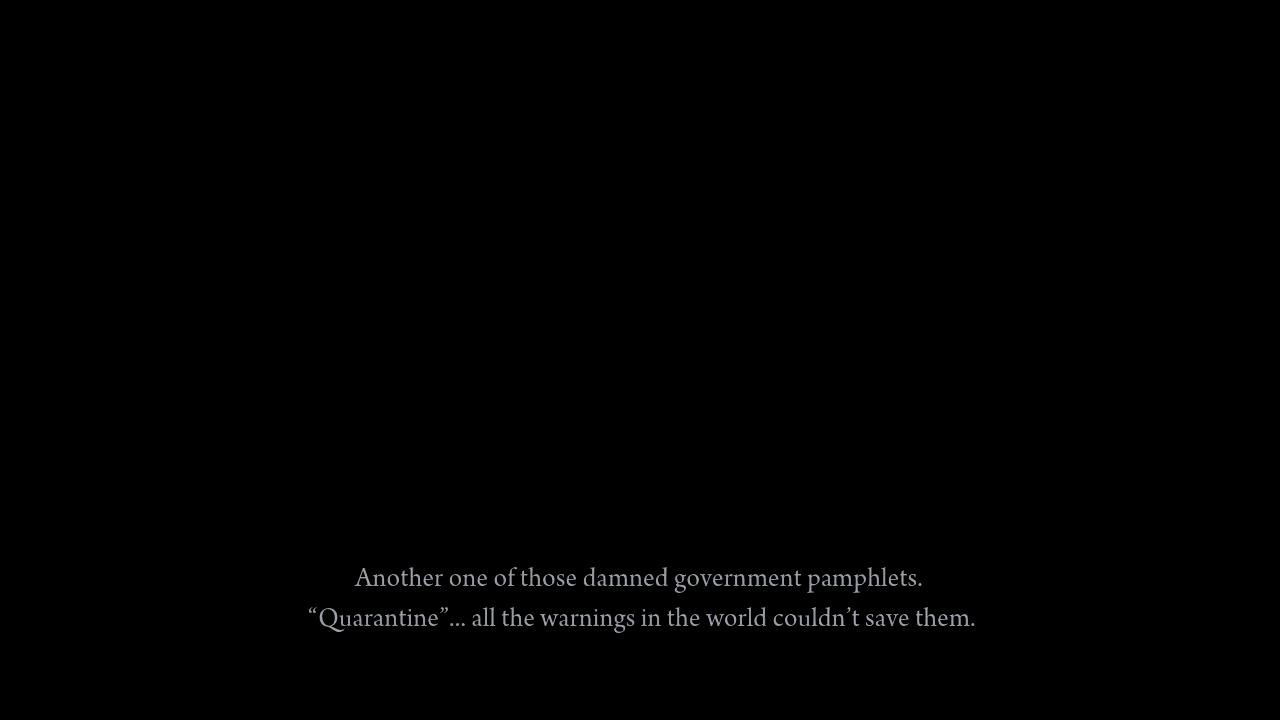 Another one of those damned government pamphlets.
“Quarantine”... all the warnings in the world couldn’t save them.